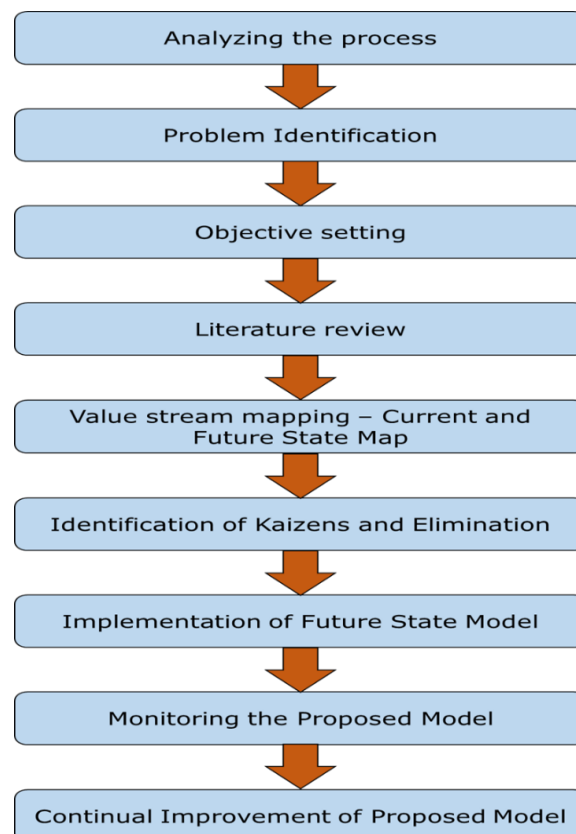 Analyzing the process
Problem Identification
Objective setting
Literature review
Value stream mapping – Current and
Future State Map
Identification of Kaizens and Elimination
Implementation of Future State Model
Monitoring the Proposed Model
Continual Improvement of Proposed Model